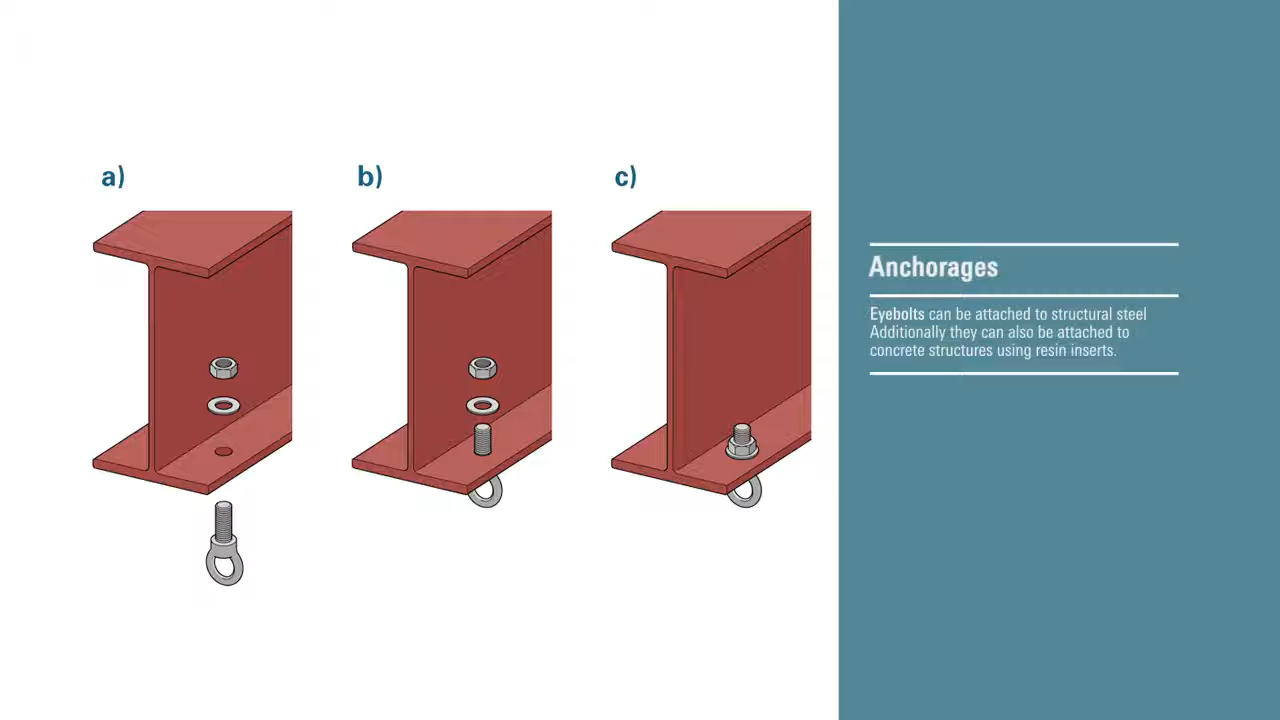 a)
b)
c)
Anchorages
Eyebolts can be attached to structural steel
Additionally they can also be attached to
concrete structures using resin inserts.